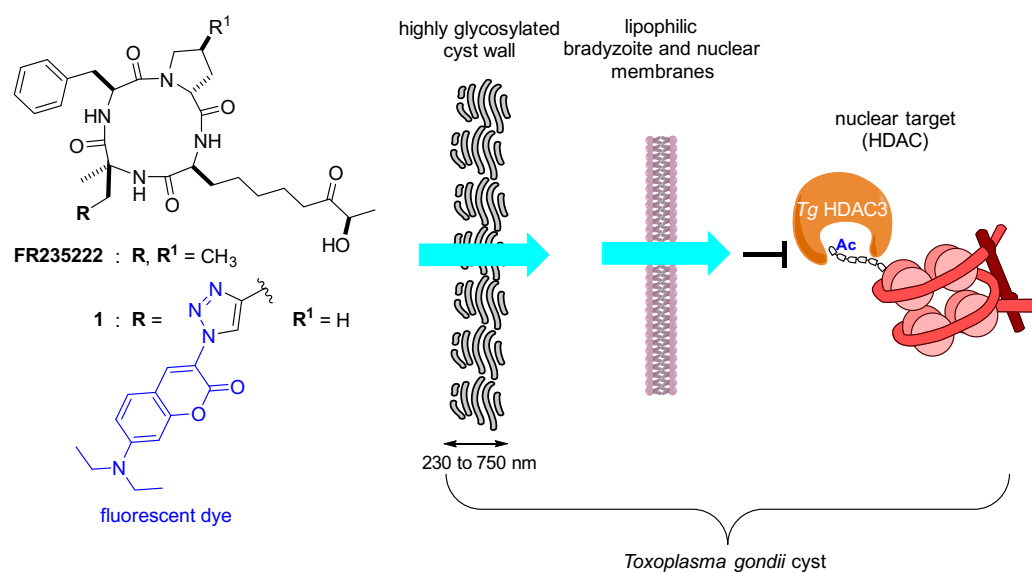 R¹
O
N
O
HN
O
NH
O
N
H
O
R
O
HO
FR235222 : R, R¹ = CH₃
1 : R =
N
N
N
R¹ = H
O
O
N
fluorescent dye
highly glycosylated
cyst wall
230 to 750 nm
lipophilic
bradyzoite and nuclear
membranes
nuclear target
(HDAC)
Tg HDAC3
Ac
Toxoplasma gondii cyst